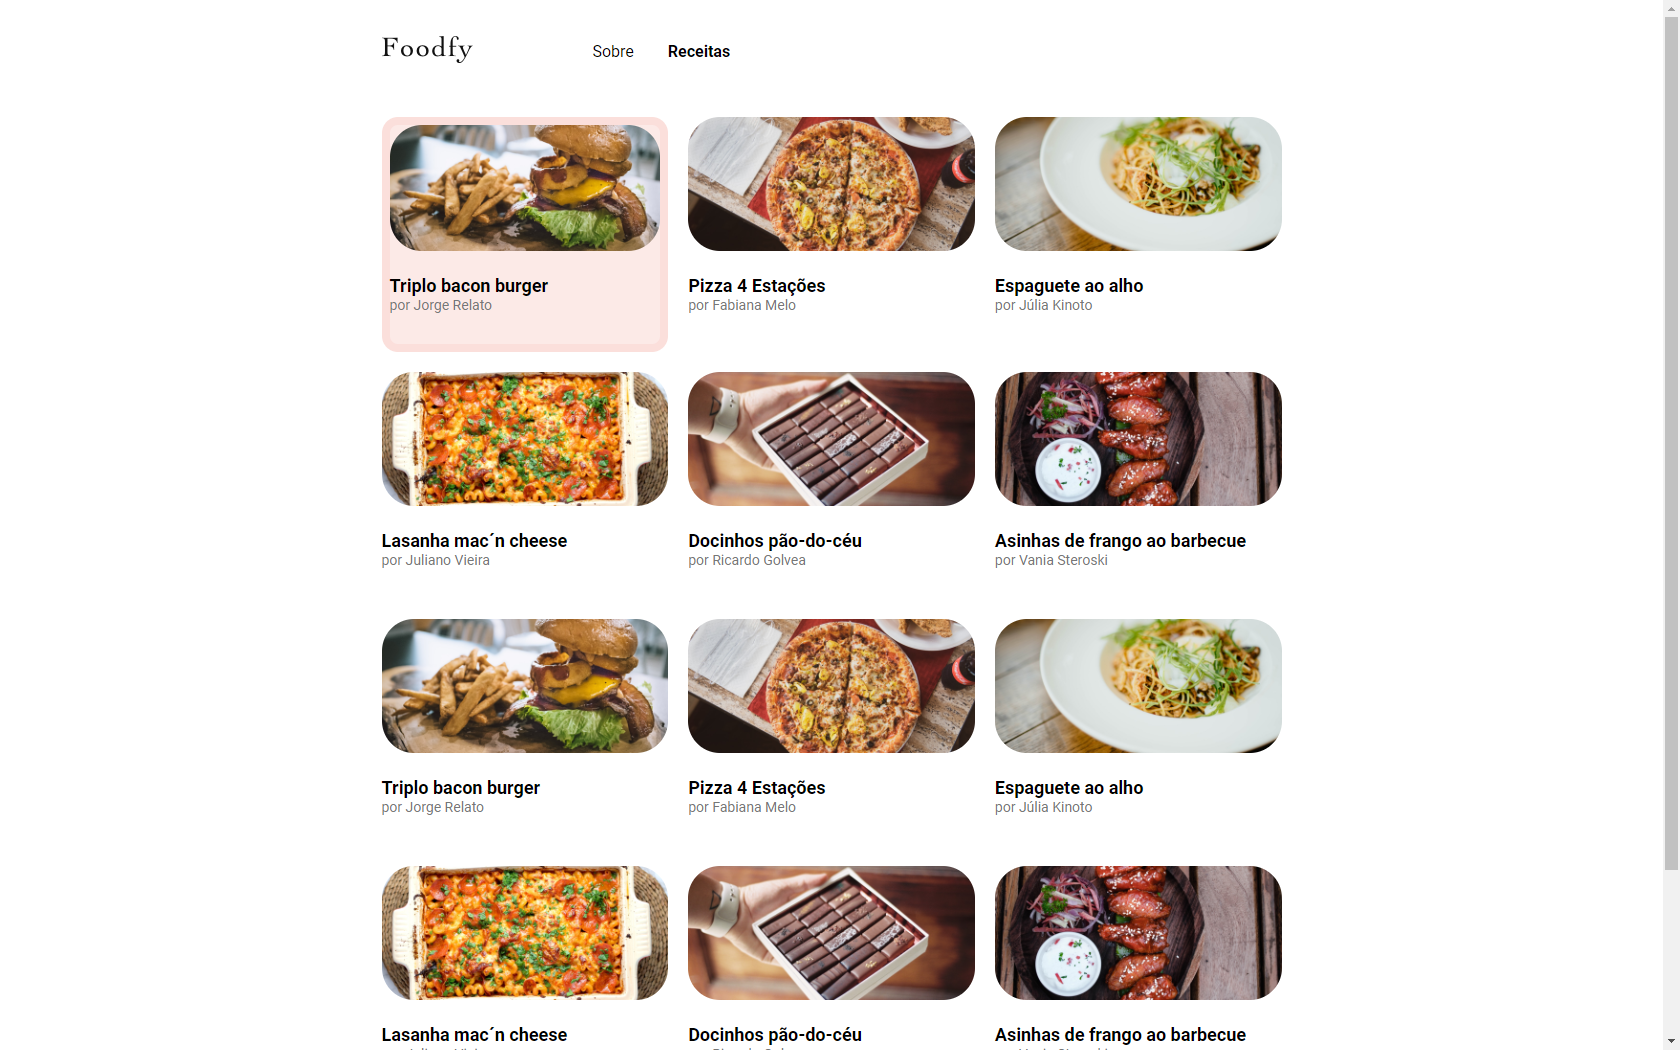 Foodfy
Sobre
Receitas
Triplo bacon burger
por Jorge Relato
Pizza 4 Estações
por Fabiana Melo
Espaguete ao alho
por Júlia Kinoto
Lasanha mac´n cheese
por Juliano Vieira
Docinhos pão-do-céu
por Ricardo Golvea
Asinhas de frango ao barbecue
por Vania Steroski
Triplo bacon burger
por Jorge Relato
Pizza 4 Estações
por Fabiana Melo
Espaguete ao alho
por Júlia Kinoto
Lasanha mac´n cheese
Docinhos pão-do-céu
Asinhas de frango ao barbecue